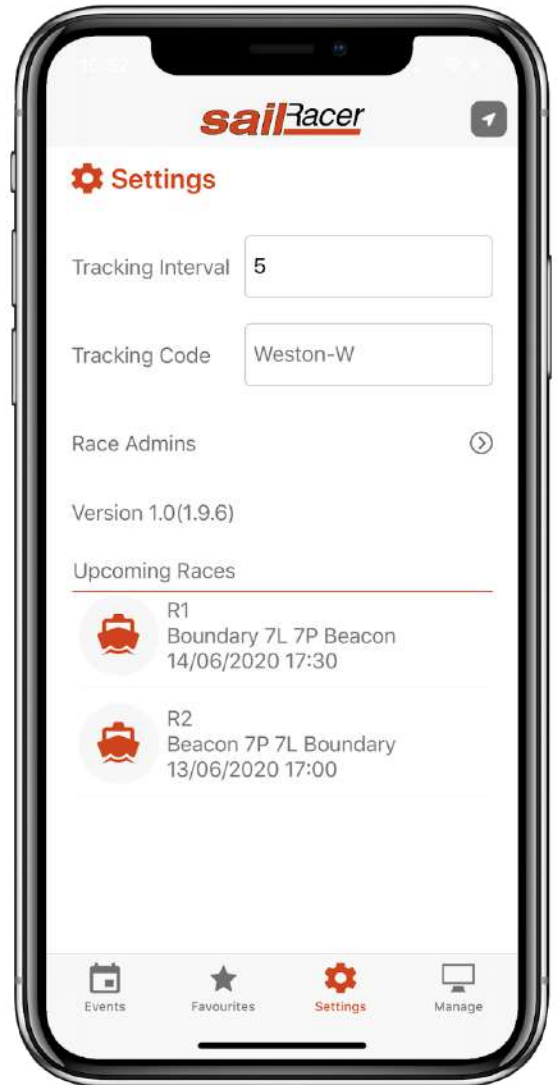 sailRacer
Settings
Tracking Interval 5
Tracking Code Weston-W
Race Admins
Version 1.0(1.9.6)
Upcoming Races
R1
Boundary 7L 7P Beacon
14/06/2020 17:30
R2
Beacon 7P 7L Boundary
13/06/2020 17:00
Events Favourites Settings Manage